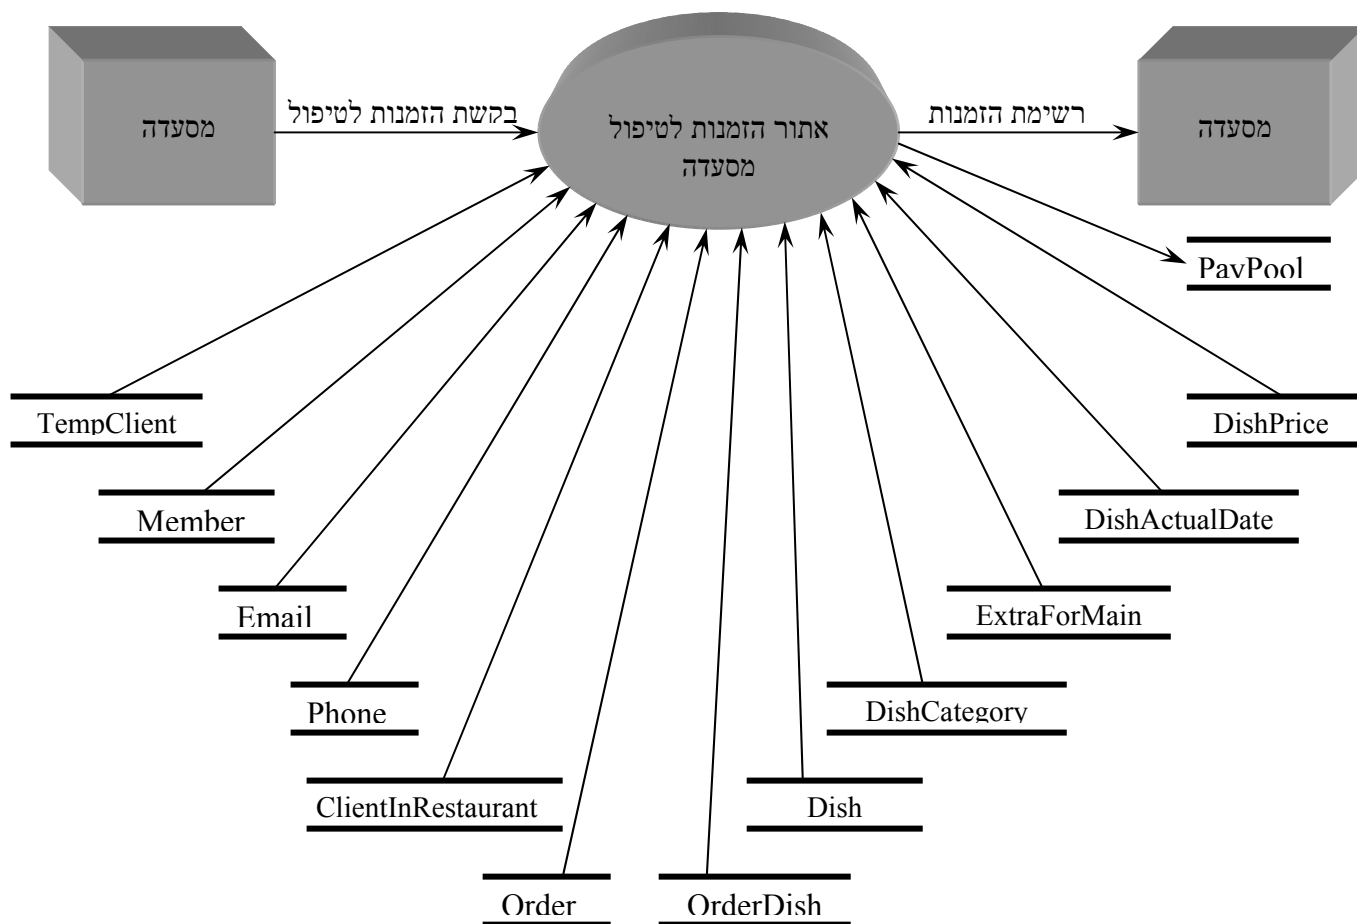 מסעדה
בקשת הזמנות לטיפול
אתור הזמנות לטיפול
מסעדה
רשימת הזמנות
מסעדה
PayPool
TempClient
DishPrice
Member
DishActualDate
Email
ExtraForMain
Phone
DishCategory
ClientInRestaurant
Dish
Order
OrderDish